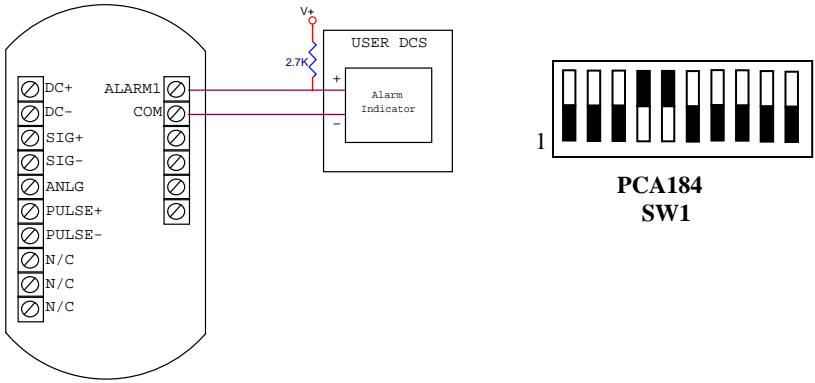 V+
USER DCS
2.7K
+
Alarm
Indicator
−
DC+
DC-
SIG+
SIG-
ANLG
PULSE+
PULSE-
N/C
N/C
N/C
ALARM1
COM
1
PCA184
SW1